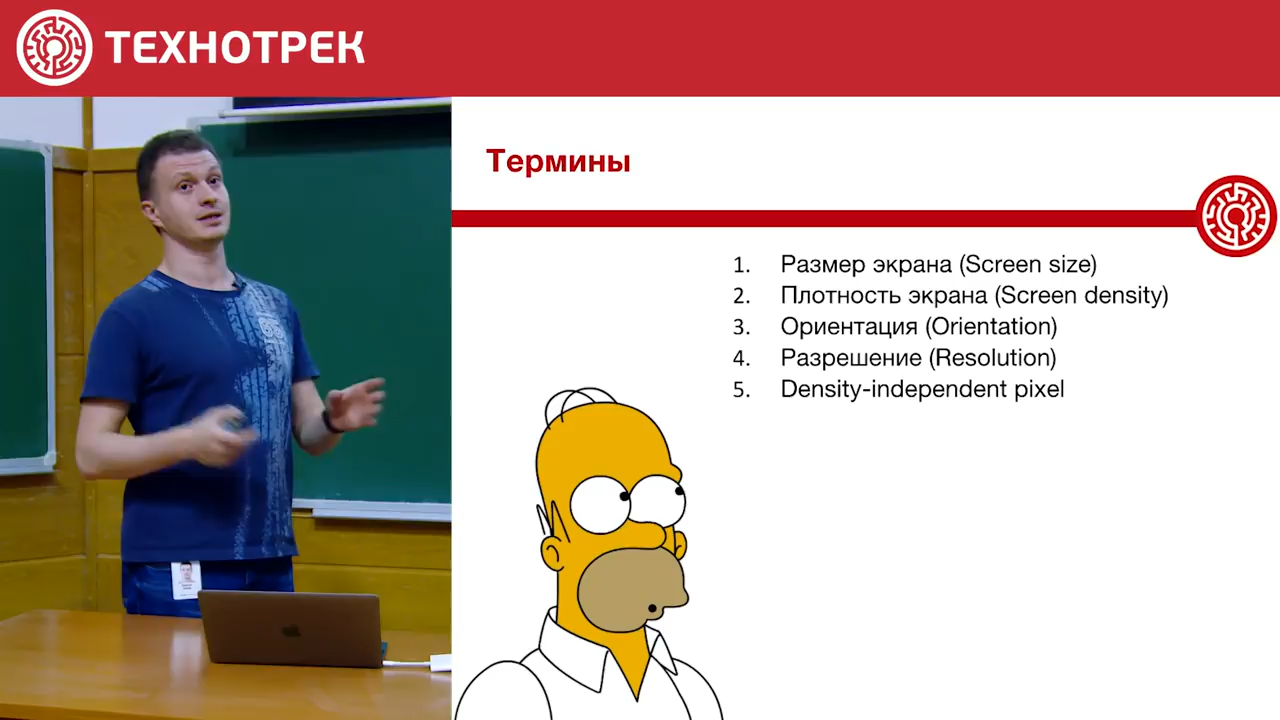 ТЕХНОТРЕК
Термины
1. Размер экрана (Screen size)
2. Плотность экрана (Screen density)
3. Ориентация (Orientation)
4. Разрешение (Resolution)
5. Density-independent pixel